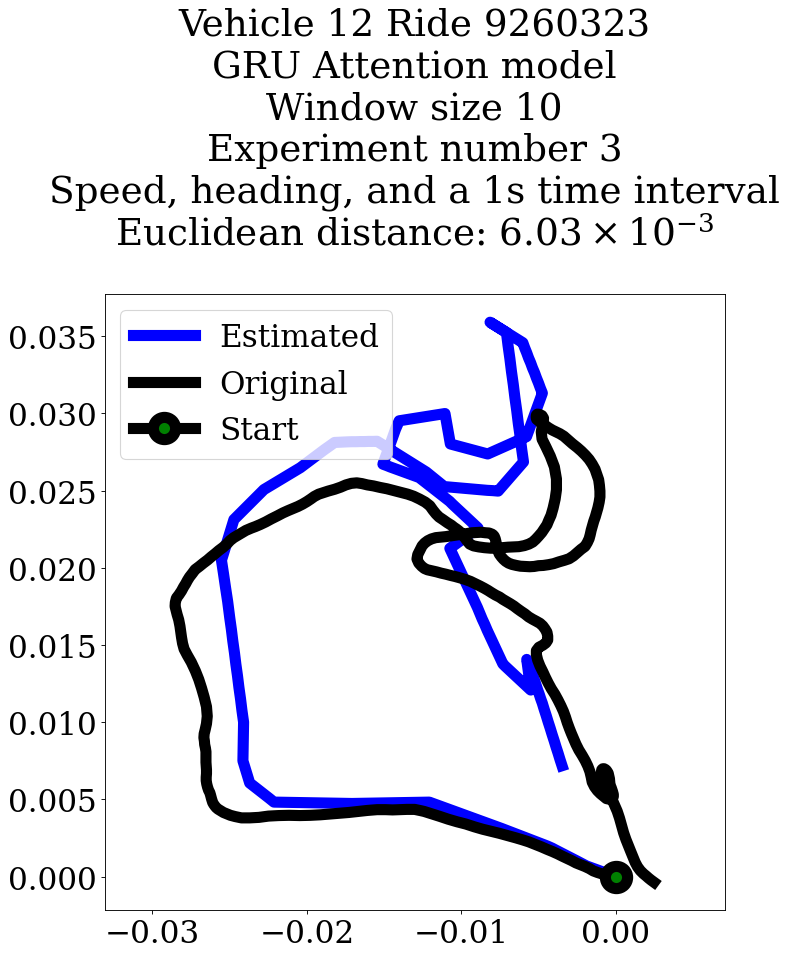 Vehicle 12 Ride 9260323
GRU Attention model
Window size 10
Experiment number 3
Speed, heading, and a 1s time interval
Euclidean distance: 6.03 × 10⁻³
Estimated
Original
Start
0.035
0.030
0.025
0.020
0.015
0.010
0.005
0.000
−0.03 −0.02 −0.01 0.00